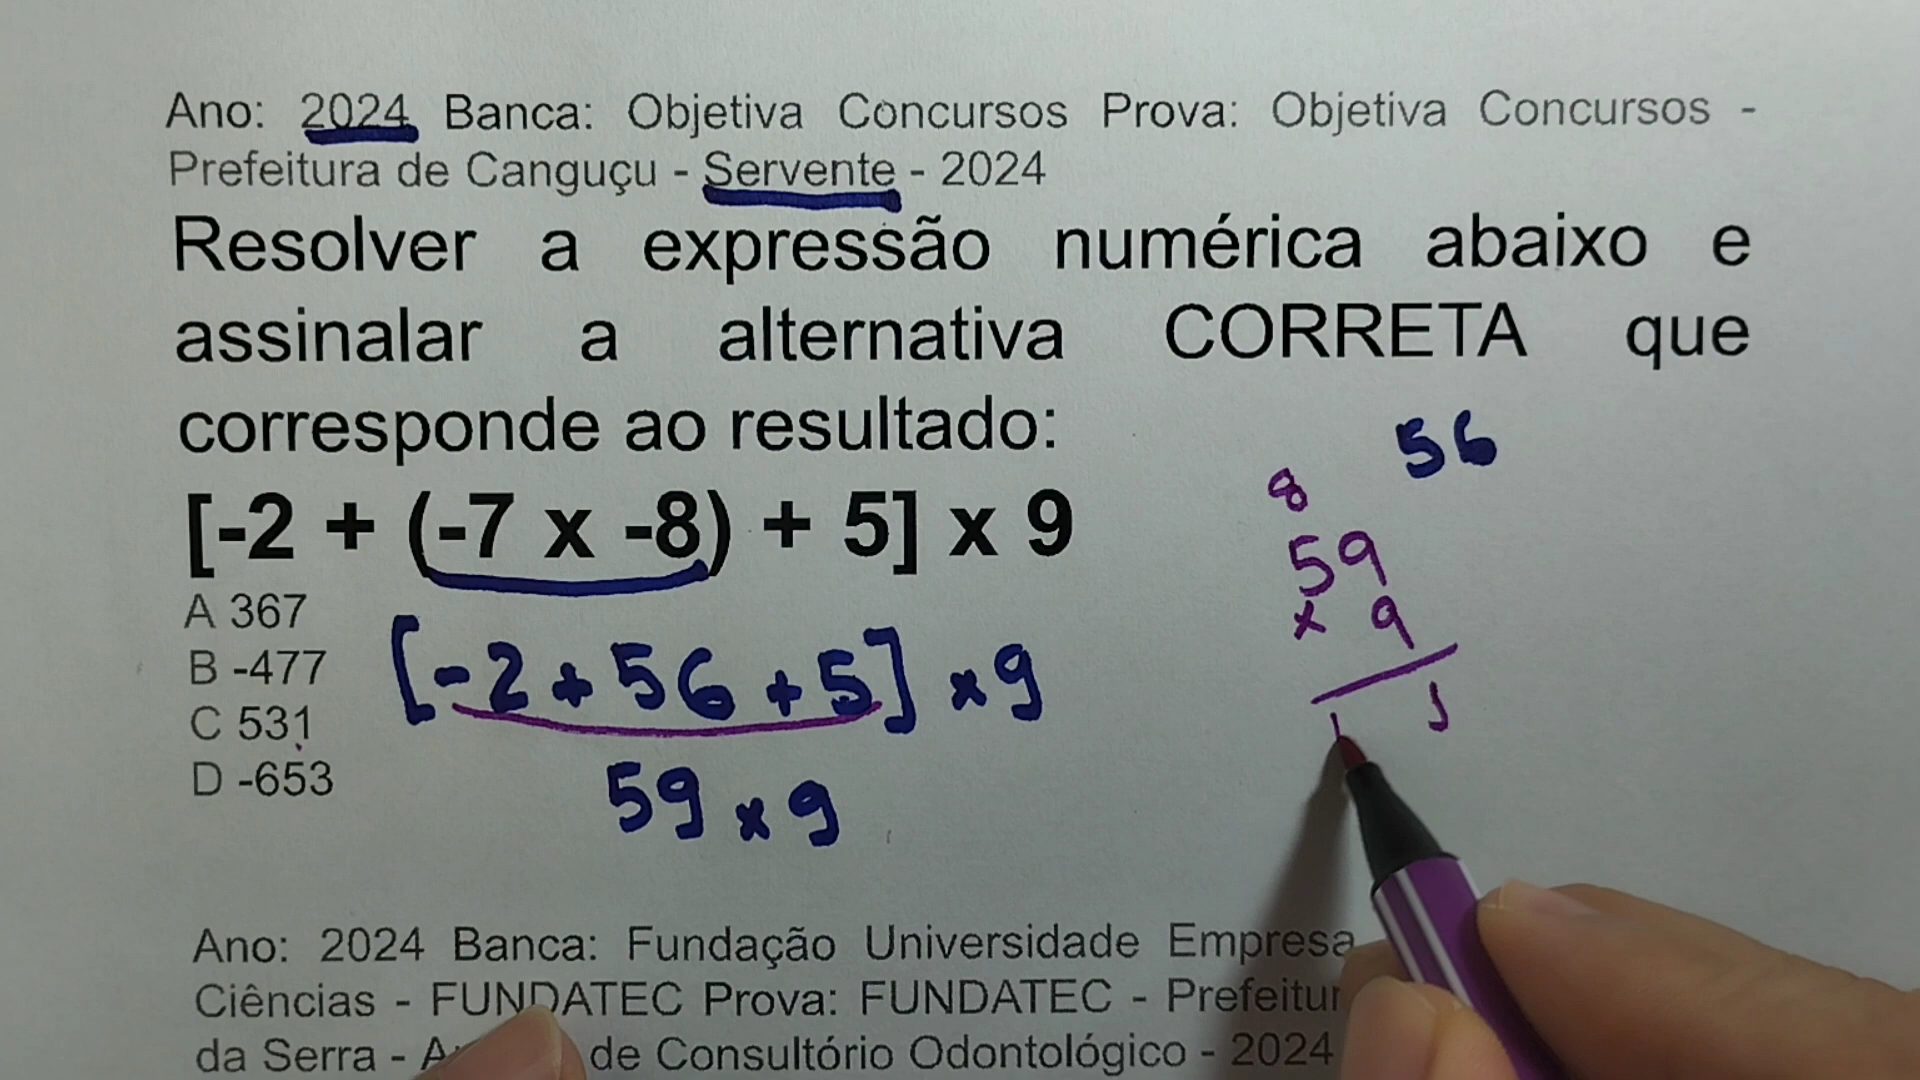 Ano: 2024 Banca: Objetiva Concursos Prova: Objetiva Concursos -
Prefeitura de Canguçu - Servente - 2024
Resolver a expressão numérica abaixo e
assinalar a alternativa CORRETA que
corresponde ao resultado:
[-2 + (-7 x -8) + 5] x 9
A 367
B -477
C 531
D -653
[-2 + 56 + 5] x 9
59 x 9
56
8
59
x 9
1
Ano: 2024 Banca: Fundação Universidade Empresa
Ciências - FUNDATEC Prova: FUNDATEC -
da Serra - de Consultório Odontológico - 2024